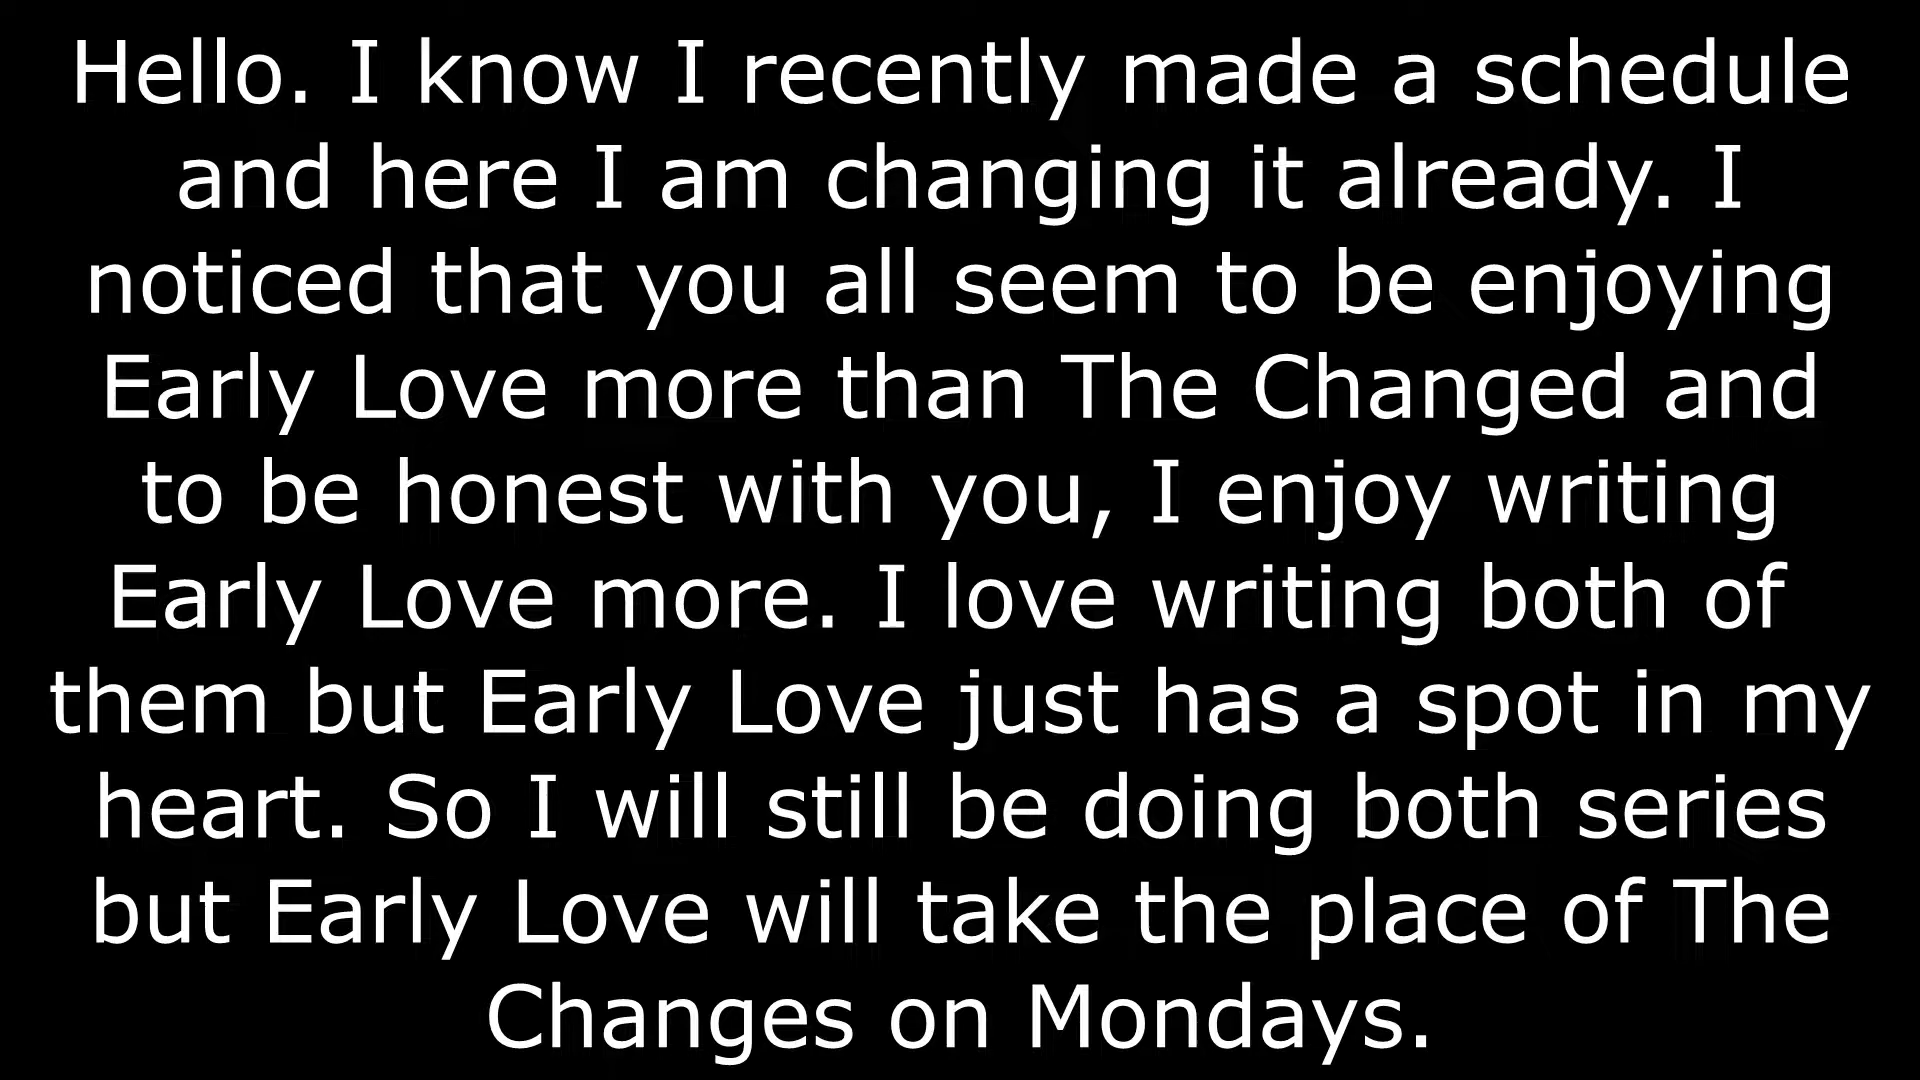 Hello. I know I recently made a schedule
and here I am changing it already. I
noticed that you all seem to be enjoying
Early Love more than The Changed and
to be honest with you, I enjoy writing
Early Love more. I love writing both of
them but Early Love just has a spot in my
heart. So I will still be doing both series
but Early Love will take the place of The
Changes on Mondays.